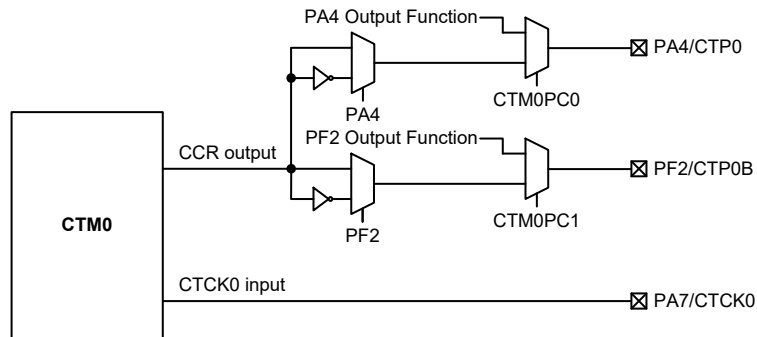 PA4 Output Function
PA4/CTP0
CTM0PC0
PA4
PF2 Output Function
CCR output
PF2/CTP0B
CTM0PC1
CTM0
PF2
CTCK0 input
PA7/CTCK0